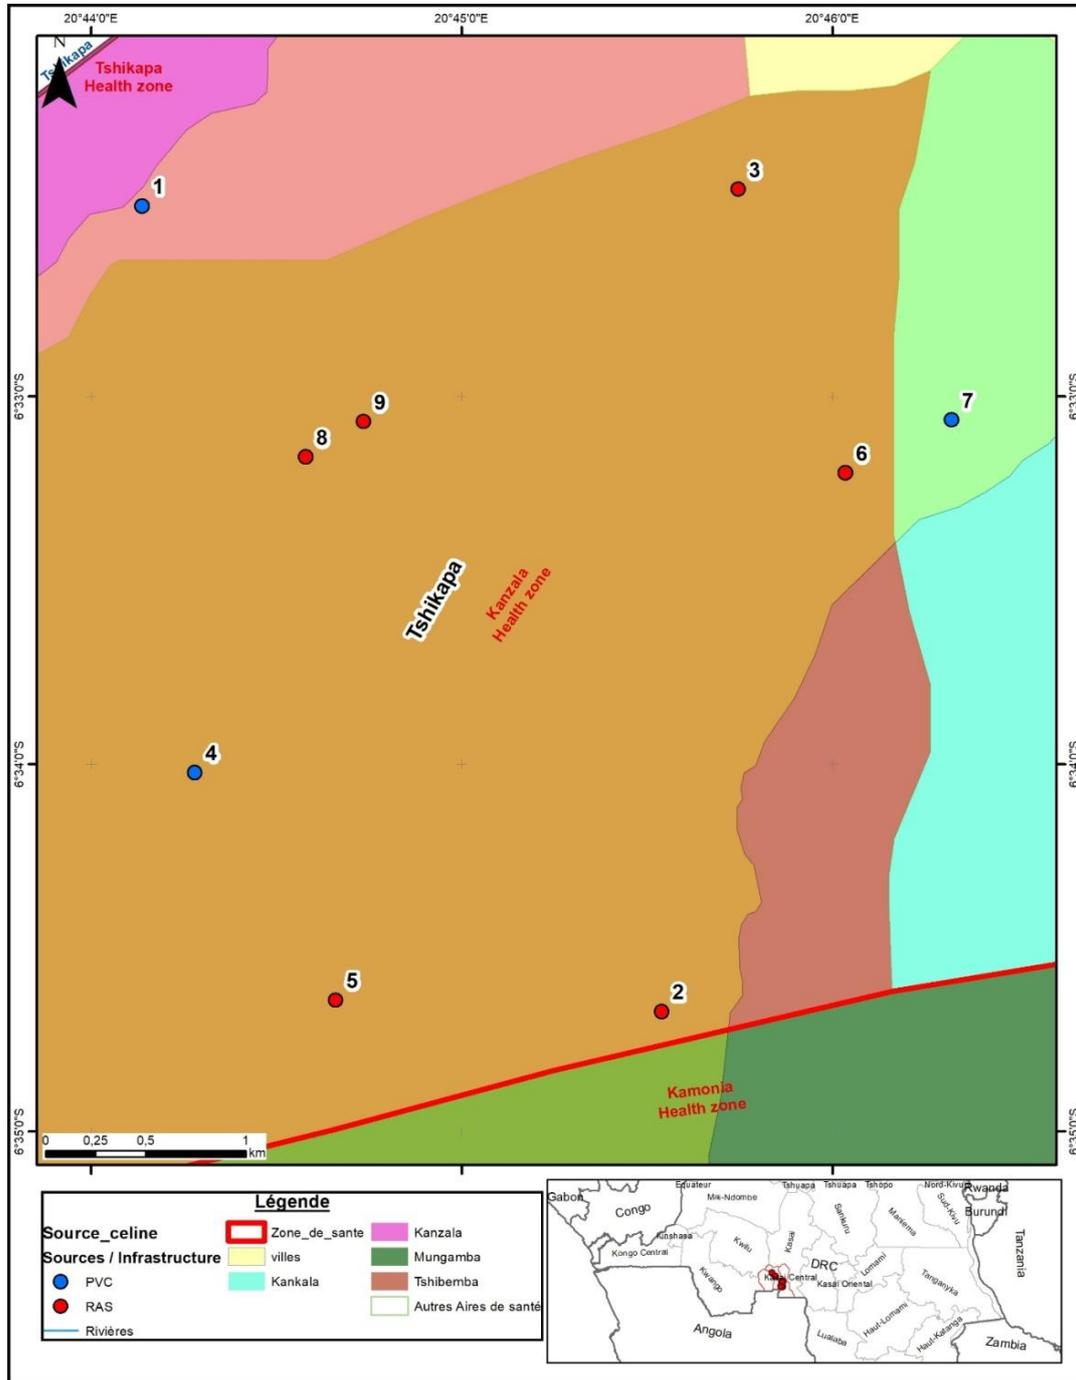 20°44'0"E
20°45'0"E
20°46'0"E
N
Tshikapa
Tshikapa
Health zone
1
3
6°33'0"S
6°33'0"S
9
8
7
6
Tshikapa
Kanzala
Health zone
4
6°34'0"S
6°34'0"S
5
2
Kamonia
Health zone
6°35'0"S
6°35'0"S
0 0,25 0,5 1
km
Légende
Source_celine
Sources / Infrastructure
PVC
RAS
Rivières
Zone_de_sante
villes
Kankala
Kanzala
Mungamba
Tshibemba
Autres Aires de santé
Gabon
Congo
Equateur
Tshuapa
Tshuapa
Tshopo
Nord-Kivu
Rwanda
Burundi
Kinshasa
Kongo Central
Kwilu
Kwango
Kasai
Sankuru
Maniema
Sud-Kivu
Tanzania
DRC
Lomami
Kasai Oriental
Tanganyka
Haut-Lomami
Haut-Katanga
Lualaba
Angola
Zambia